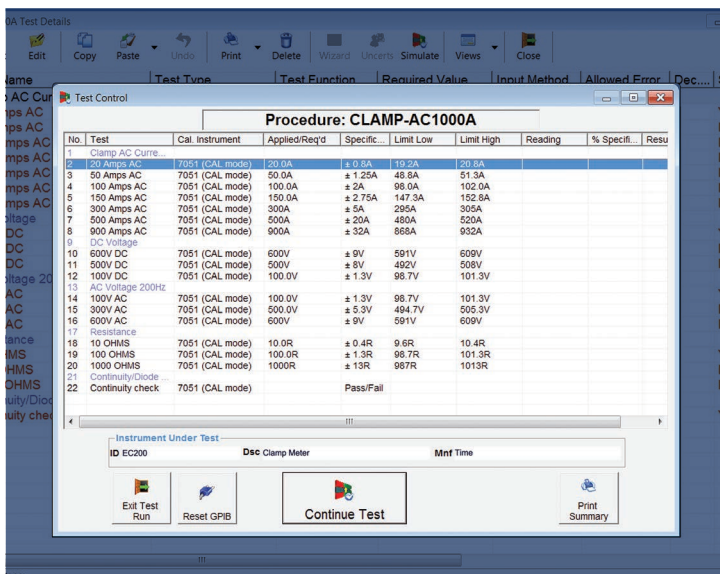 0A Test Details
Edit Copy Paste Undo Print Delete Wizard Uncerts Simulate Views Close
Name Test Type Test Function Required Value Input Method Allowed Error Dec....
Test Control
Procedure: CLAMP-AC1000A
No. Test Cal. Instrument Applied/Req'd Specific... Limit Low Limit High Reading % Specifi... Resu
1 Clamp AC Curre...
2 20 Amps AC 7051 (CAL mode) 20.0A ± 0.8A 19.2A 20.8A
3 50 Amps AC 7051 (CAL mode) 50.0A ± 1.25A 48.8A 51.3A
4 100 Amps AC 7051 (CAL mode) 100.0A ± 2A 98.0A 102.0A
5 150 Amps AC 7051 (CAL mode) 150.0A ± 2.75A 147.3A 152.8A
6 300 Amps AC 7051 (CAL mode) 300A ± 5A 295A 305A
7 500 Amps AC 7051 (CAL mode) 500A ± 20A 480A 520A
8 900 Amps AC 7051 (CAL mode) 900A ± 32A 868A 932A
9 DC Voltage
10 600V DC 7051 (CAL mode) 600V ± 9V 591V 609V
11 500V DC 7051 (CAL mode) 500V ± 8V 492V 508V
12 100V DC 7051 (CAL mode) 100.0V ± 1.3V 98.7V 101.3V
13 AC Voltage 200Hz
14 100V AC 7051 (CAL mode) 100.0V ± 1.3V 98.7V 101.3V
15 300V AC 7051 (CAL mode) 500.0V ± 5.3V 494.7V 505.3V
16 600V AC 7051 (CAL mode) 600V ± 9V 591V 609V
17 Resistance
18 10 OHMS 7051 (CAL mode) 10.0R ± 0.4R 9.6R 10.4R
19 100 OHMS 7051 (CAL mode) 100.0R ± 1.3R 98.7R 101.3R
20 1000 OHMS 7051 (CAL mode) 1000R ± 13R 987R 1013R
21 Continuity/Diode ...
22 Continuity check 7051 (CAL mode) Pass/Fail
Instrument Under Test
ID EC200 Dsc Clamp Meter Mnf Time
Exit Test Run
Reset GPIB
Continue Test
Print Summary